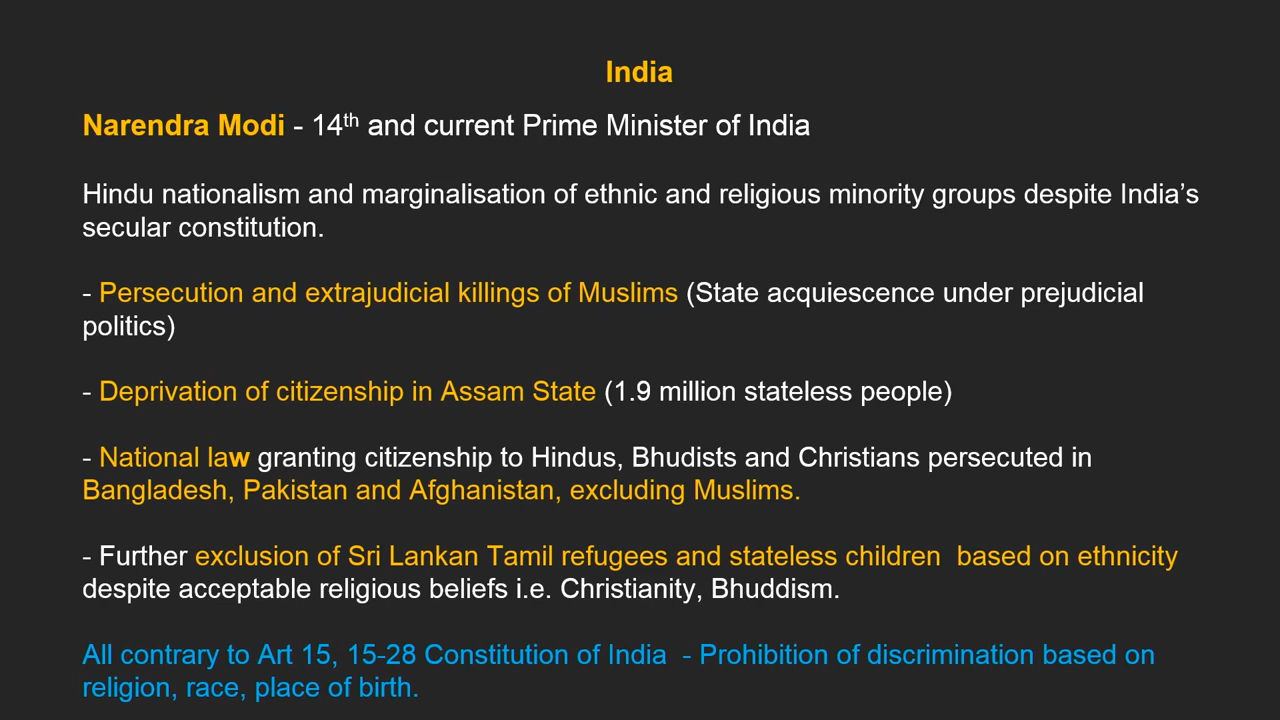 India
Narendra Modi - 14th and current Prime Minister of India
Hindu nationalism and marginalisation of ethnic and religious minority groups despite India’s
secular constitution.
- Persecution and extrajudicial killings of Muslims (State acquiescence under prejudicial
politics)
- Deprivation of citizenship in Assam State (1.9 million stateless people)
- National law granting citizenship to Hindus, Bhudists and Christians persecuted in
Bangladesh, Pakistan and Afghanistan, excluding Muslims.
- Further exclusion of Sri Lankan Tamil refugees and stateless children  based on ethnicity
despite acceptable religious beliefs i.e. Christianity, Bhuddism.
All contrary to Art 15, 15-28 Constitution of India  - Prohibition of discrimination based on
religion, race, place of birth.